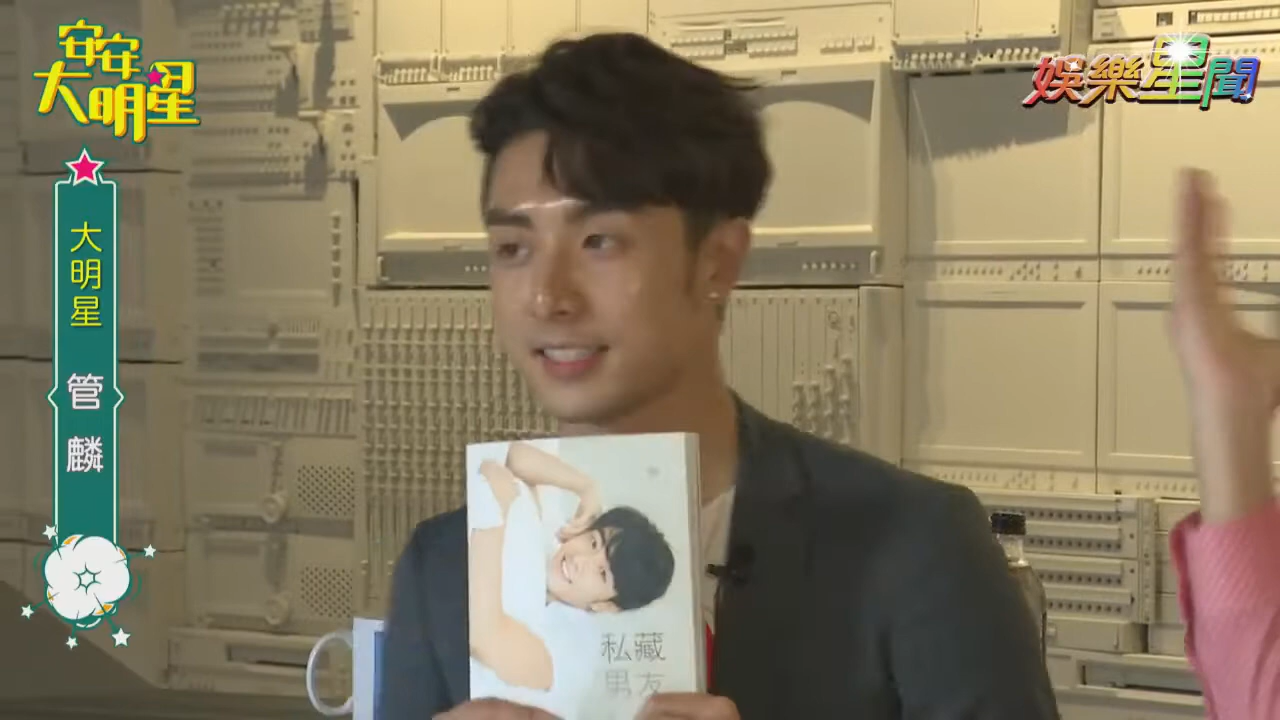 安安
大明星
娛樂星聞
大明星 管麟
私藏
男友